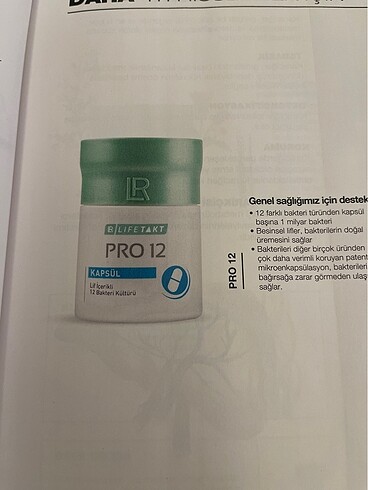 DAHA
LR
LIFETAKT
PRO 12
KAPSÜL
Lif İçerikli
12 Bakteri Kültürü
PRO 12
Genel sağlığımız için destek
• 12 farklı bakteri türünden kapsül
başına 1 milyar bakteri
• Besinsel lifler, bakterilerin doğal
üremesini sağlar
• Bakterileri diğer birçok üründen
çok daha verimli koruyan patent
mikroenkapsülasyon, bakterileri
bağırsağa zarar görmeden ulaş
sağlar.